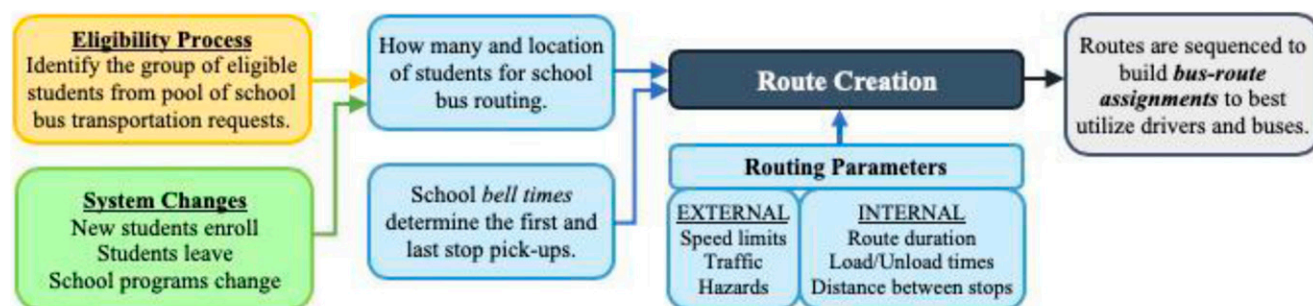 Eligibility Process
Identify the group of eligible
students from pool of school
bus transportation requests.
System Changes
New students enroll
Students leave
School programs change
How many and location
of students for school
bus routing.
School bell times
determine the first and
last stop pick-ups.
Route Creation
Routing Parameters
EXTERNAL
Speed limits
Traffic
Hazards
INTERNAL
Route duration
Load/Unload times
Distance between stops
Routes are sequenced to
build bus-route
assignments to best
utilize drivers and buses.